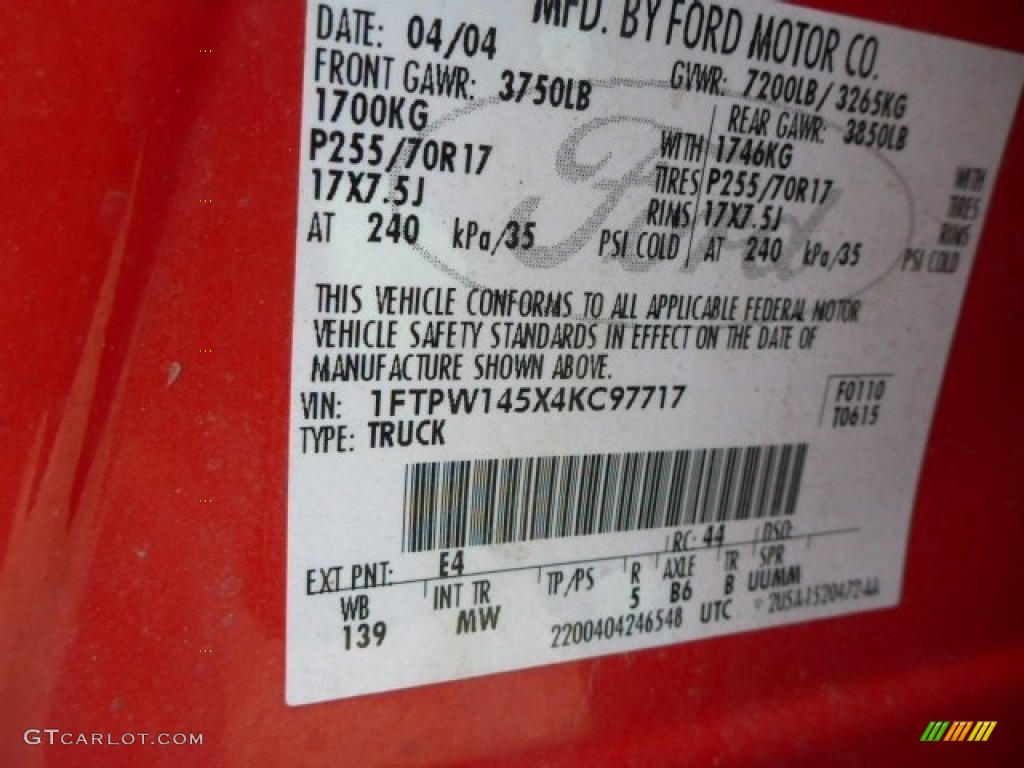 MFD. BY FORD MOTOR CO.
DATE: 04/04 GVWR: 7200LB/3265KG
FRONT GAWR: 3750LB REAR GAWR: 3850LB
1700KG WITH 1746KG WITH
P255/70R17 TIRES P255/70R17 TIRES
17X7.5J RIMS 17X7.5J RIMS
AT 240 kPa/35 PSI COLD AT 240 kPa/35 PSI COLD
Ford
THIS VEHICLE CONFORMS TO ALL APPLICABLE FEDERAL MOTOR
VEHICLE SAFETY STANDARDS IN EFFECT ON THE DATE OF
MANUFACTURE SHOWN ABOVE.
VIN: 1FTPW145X4KC97717 F0110
TYPE: TRUCK T0615
EXT PNT: E4 RC: 44 DSO:
WB INT TR TP/PS R AXLE TR SPR
139 MW 5 B6 B UUMM
2200404246548 UTC 2U5A-1520472-AA
GTCARLOT.COM